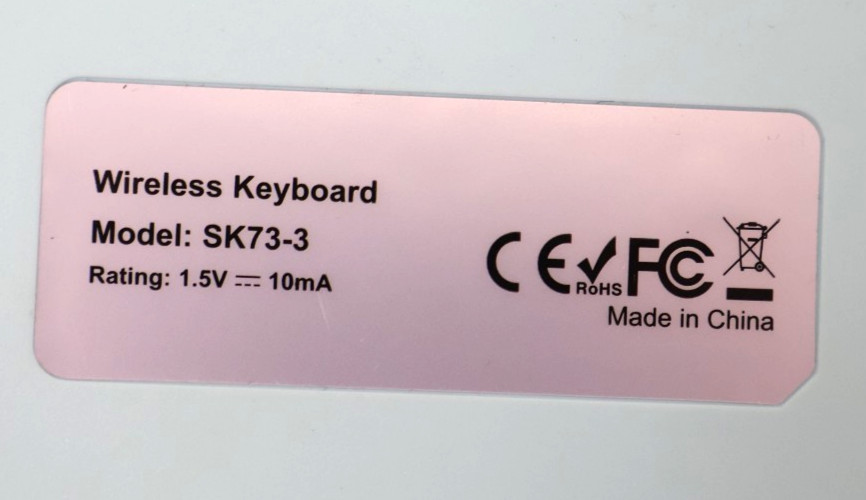 Wireless Keyboard
Model: SK73-3
Rating: 1.5V ⎓ 10mA
CE RoHS FC
Made in China